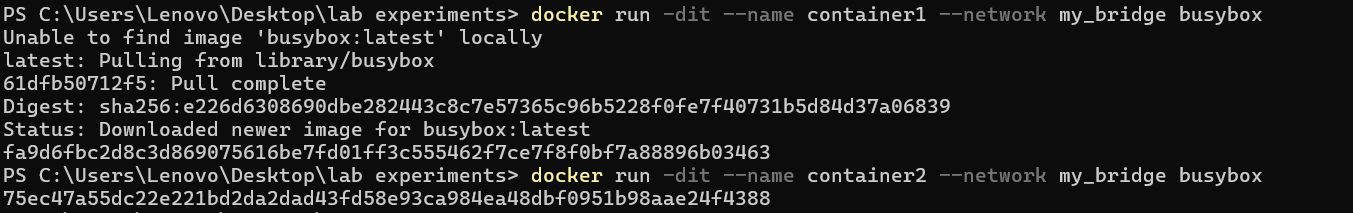 PS C:\Users\Lenovo\Desktop\lab experiments> docker run -dit --name container1 --network my_bridge busybox
Unable to find image 'busybox:latest' locally
latest: Pulling from library/busybox
61dfb50712f5: Pull complete
Digest: sha256:e226d6308690dbe282443c8c7e57365c96b5228f0fe7f40731b5d84d37a06839
Status: Downloaded newer image for busybox:latest
fa9d6fbc2d8c3d869075616be7fd01ff3c555462f7ce7f8f0bf7a88896b03463
PS C:\Users\Lenovo\Desktop\lab experiments> docker run -dit --name container2 --network my_bridge busybox
75ec47a55dc22e221bd2da2dad43fd58e93ca984ea48dbf0951b98aae24f4388